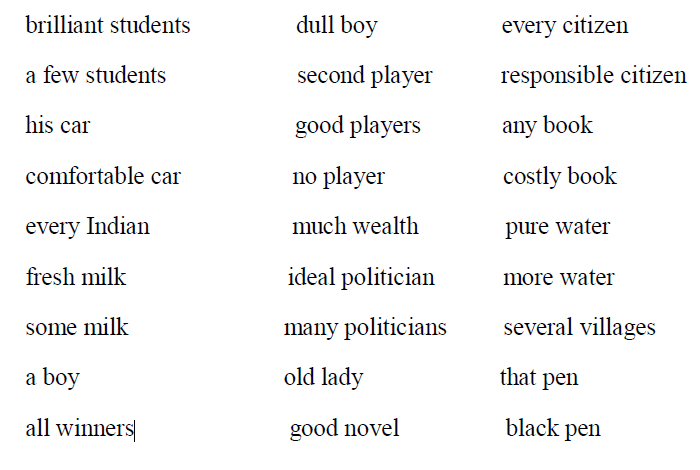 brilliant students dull boy every citizen
a few students second player responsible citizen
his car good players any book
comfortable car no player costly book
every Indian much wealth pure water
fresh milk ideal politician more water
some milk many politicians several villages
a boy old lady that pen
all winners good novel black pen